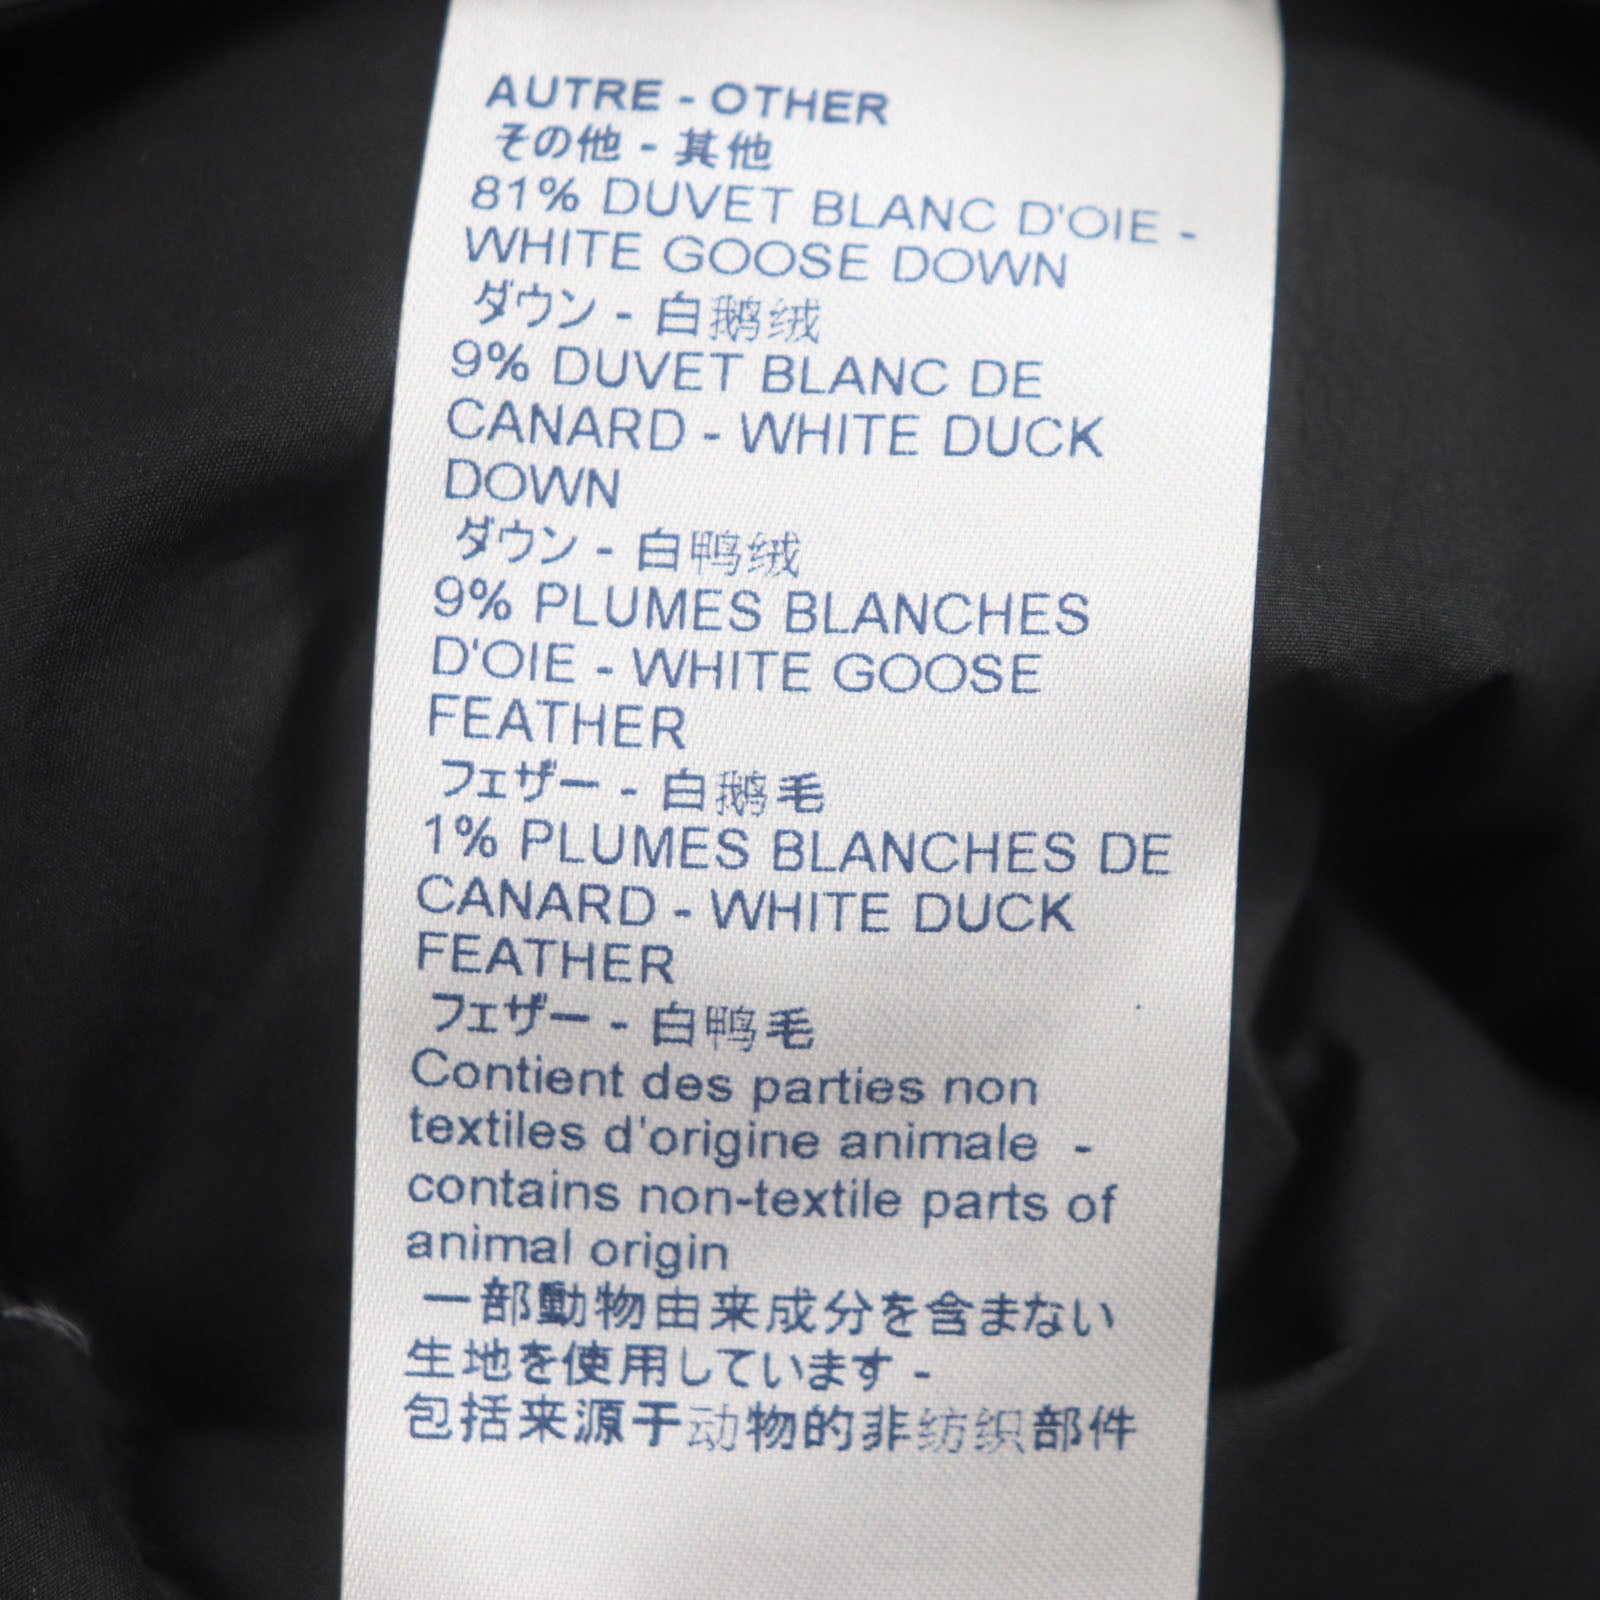 AUTRE - OTHER
その他 - 其他
81% DUVET BLANC D'OIE -
WHITE GOOSE DOWN
ダウン - 白鹅绒
9% DUVET BLANC DE
CANARD - WHITE DUCK
DOWN
ダウン - 白鸭绒
9% PLUMES BLANCHES
D'OIE - WHITE GOOSE
FEATHER
フェザー - 白鹅毛
1% PLUMES BLANCHES DE
CANARD - WHITE DUCK
FEATHER
フェザー - 白鸭毛
Contient des parties non
textiles d'origine animale -
contains non-textile parts of
animal origin
一部動物由来成分を含まない
生地を使用しています -
包括来源于动物的非纺织部件